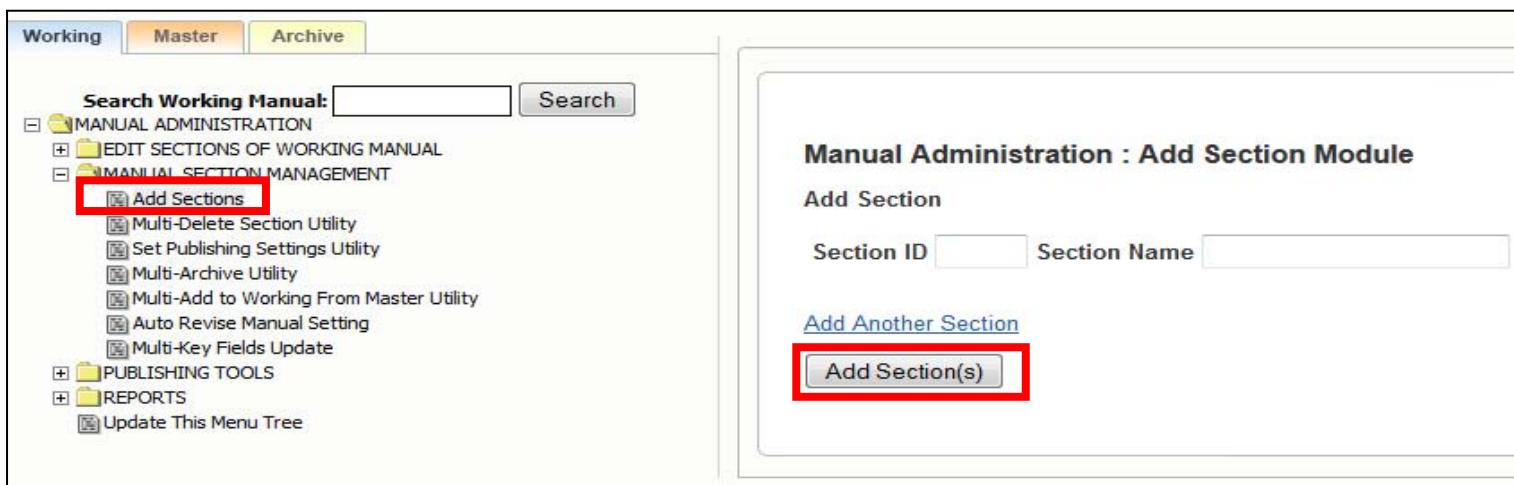 Working Master Archive
Search Working Manual: Search
MANUAL ADMINISTRATION
EDIT SECTIONS OF WORKING MANUAL
MANUAL SECTION MANAGEMENT
Add Sections
Multi-Delete Section Utility
Set Publishing Settings Utility
Multi-Archive Utility
Multi-Add to Working From Master Utility
Auto Revise Manual Setting
Multi-Key Fields Update
PUBLISHING TOOLS
REPORTS
Update This Menu Tree
Manual Administration : Add Section Module
Add Section
Section ID Section Name
Add Another Section
Add Section(s)